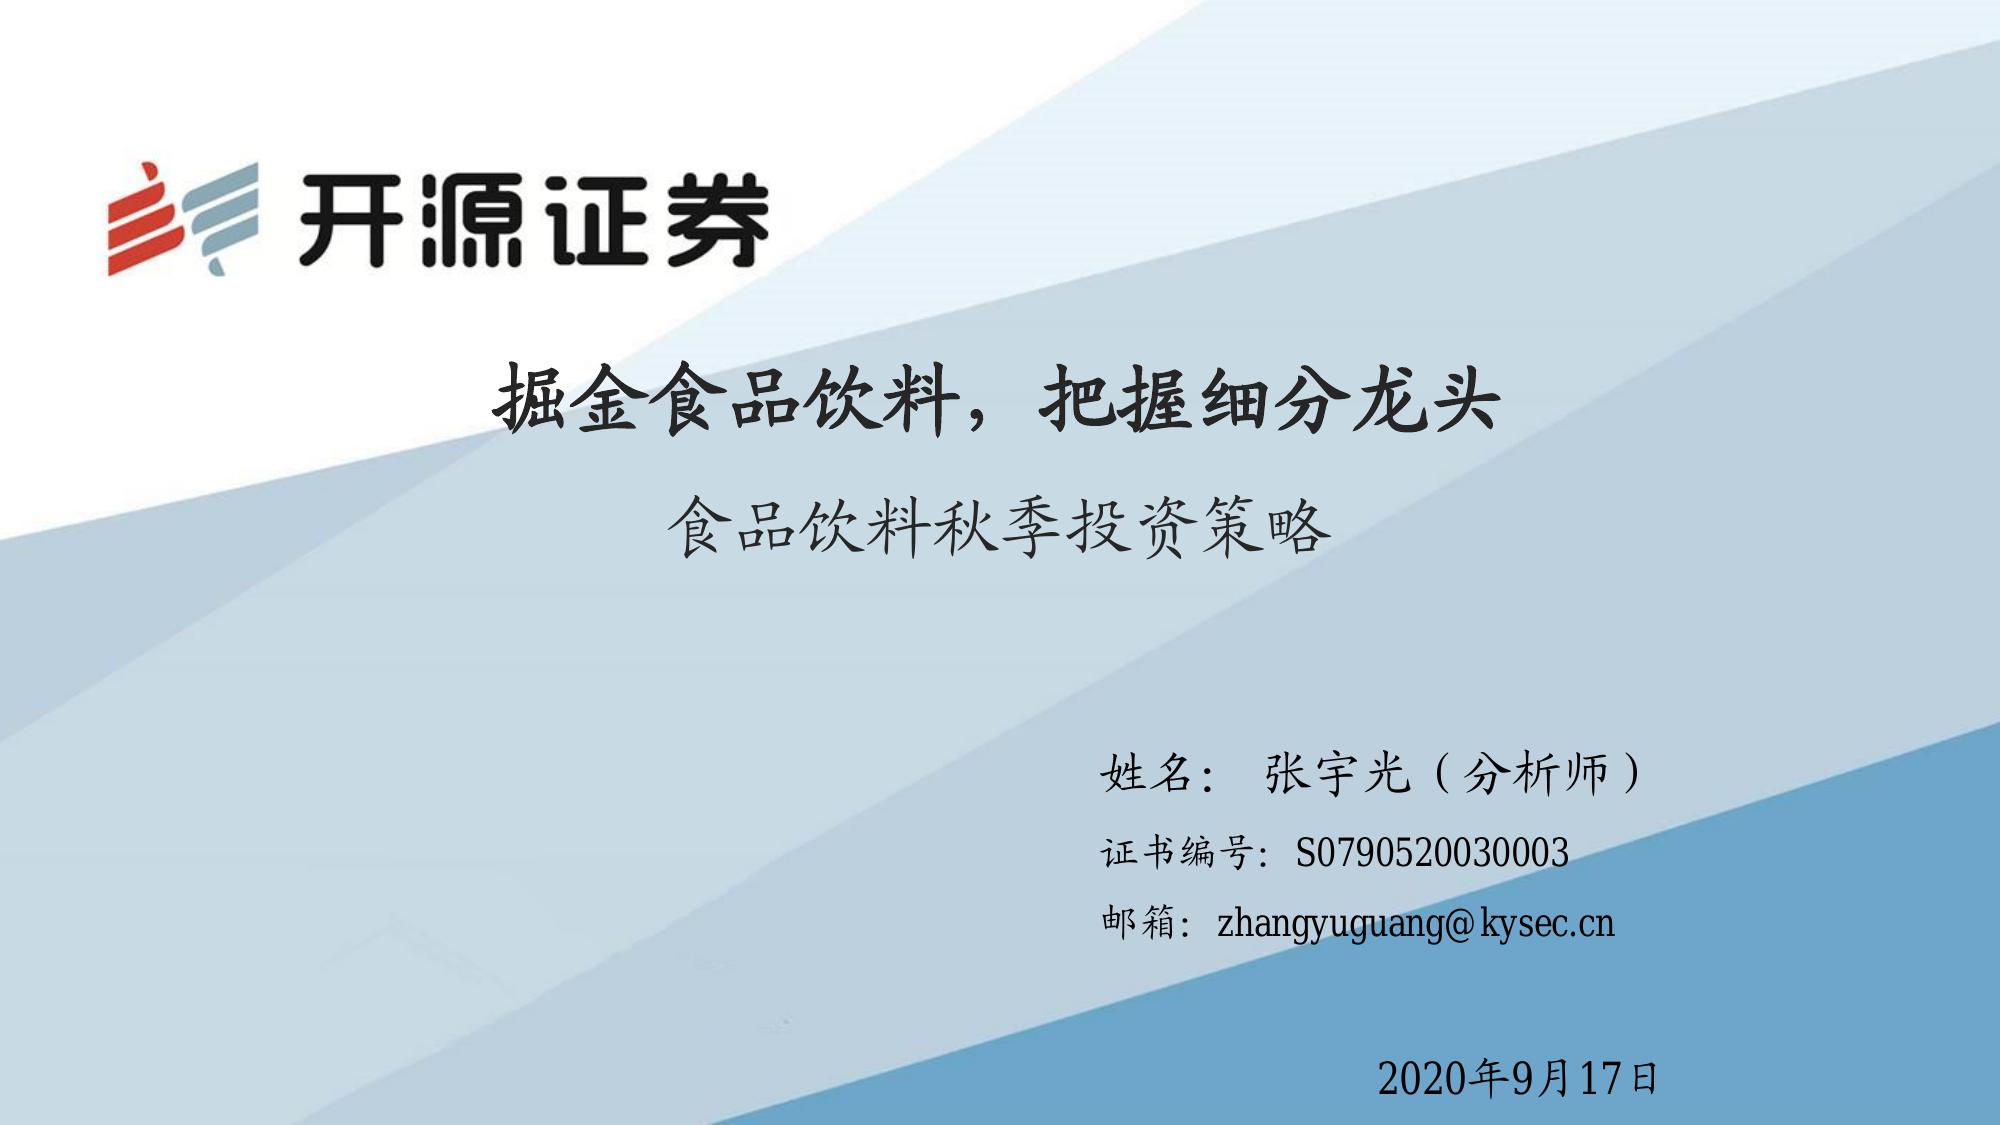 开源证券
掘金食品饮料，把握细分龙头
食品饮料秋季投资策略
姓名： 张宇光（分析师）
证书编号：S0790520030003
邮箱：zhangyuguang@kysec.cn
2020年9月17日